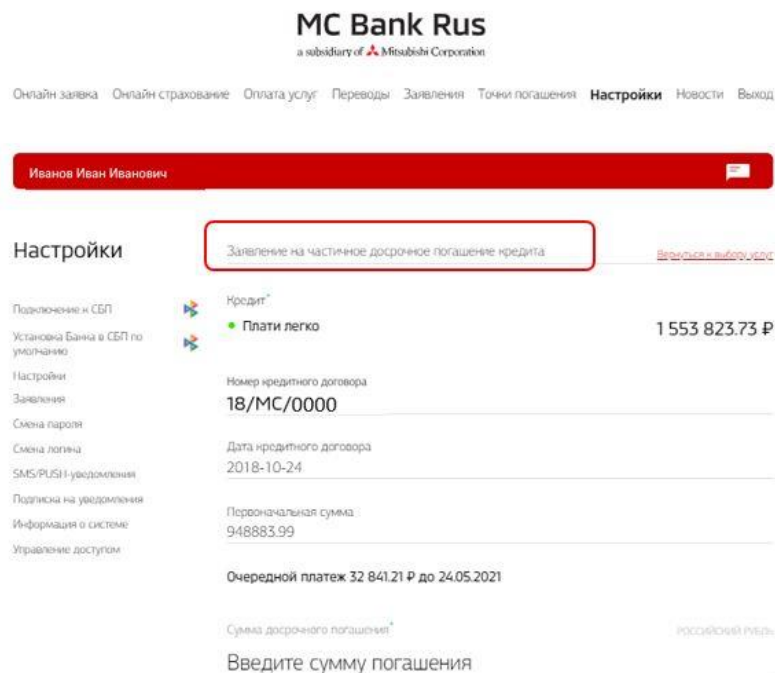 MC Bank Rus
a subsidiary of Mitsubishi Corporation
Онлайн заявка Онлайн страхование Оплата услуг Переводы Заявления Точки погашения Настройки Новости Выход
Иванов Иван Иванович
Настройки
Заявление на частичное досрочное погашение кредита
Вернуться к выбору услуг
Подключение к СБП
Установка Банка в СБП по
умолчанию
Настройки
Заявления
Смена пароля
Смена логина
SMS/PUSH-уведомления
Подписка на уведомления
Информация о системе
Управление доступом
Кредит*
Плати легко
1 553 823.73 ₽
Номер кредитного договора
18/МС/0000
Дата кредитного договора
2018-10-24
Первоначальная сумма
948883.99
Очередной платеж 32 841.21 ₽ до 24.05.2021
Сумма досрочного погашения*
РОССИЙСКИЙ РУБЛЬ
Введите сумму погашения